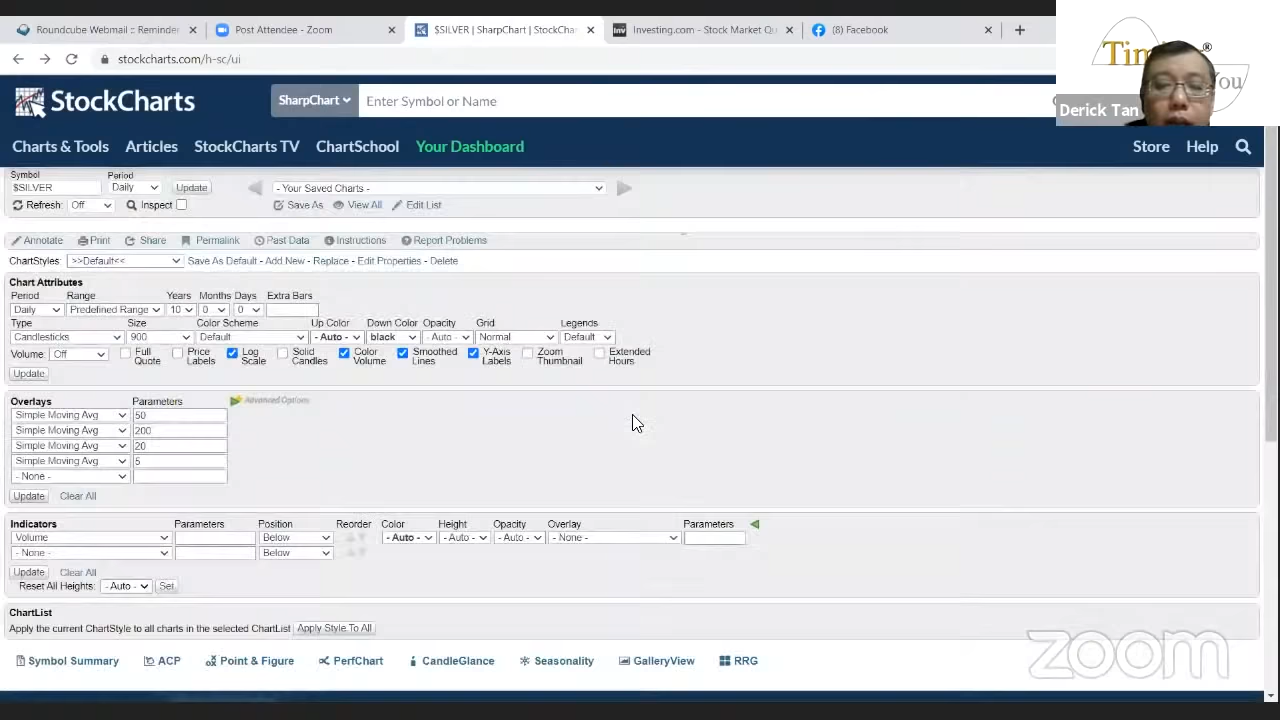 Roundcube Webmail :: Reminder
Post Attendee - Zoom
$SILVER | SharpChart | StockChar
Investing.com - Stock Market Qu
(8) Facebook
stockcharts.com/h-sc/ui
Tim
®
You
Derick Tan
StockCharts
SharpChart
Enter Symbol or Name
Charts & Tools
Articles
StockCharts TV
ChartSchool
Your Dashboard
Store
Help
Symbol
Period
$SILVER
Daily
Update
- Your Saved Charts -
Refresh:
Off
Inspect
Save As
View All
Edit List
Annotate
Print
Share
Permalink
Past Data
Instructions
Report Problems
ChartStyles:
>>Default<<
Save As Default - Add New - Replace - Edit Properties - Delete
Chart Attributes
Period Range Years Months Days Extra Bars
Daily Predefined Range 10 0 0
Type Size Color Scheme Up Color Down Color Opacity Grid Legends
Candlesticks 900 Default - Auto - black - Auto - Normal Default
Volume: Off Full Quote Price Labels Log Scale Solid Candles Color Volume Smoothed Lines Y-Axis Labels Zoom Thumbnail Extended Hours
Update
Overlays Parameters Advanced Options
Simple Moving Avg 50
Simple Moving Avg 200
Simple Moving Avg 20
Simple Moving Avg 5
- None -
Update Clear All
Indicators Parameters Position Reorder Color Height Opacity Overlay Parameters
Volume Below - Auto - - Auto - - Auto - - None -
- None - Below
Update Clear All
Reset All Heights: - Auto - Set
ChartList
Apply the current ChartStyle to all charts in the selected ChartList Apply Style To All
Symbol Summary
ACP
Point & Figure
PerfChart
CandleGlance
Seasonality
GalleryView
RRG
zoom